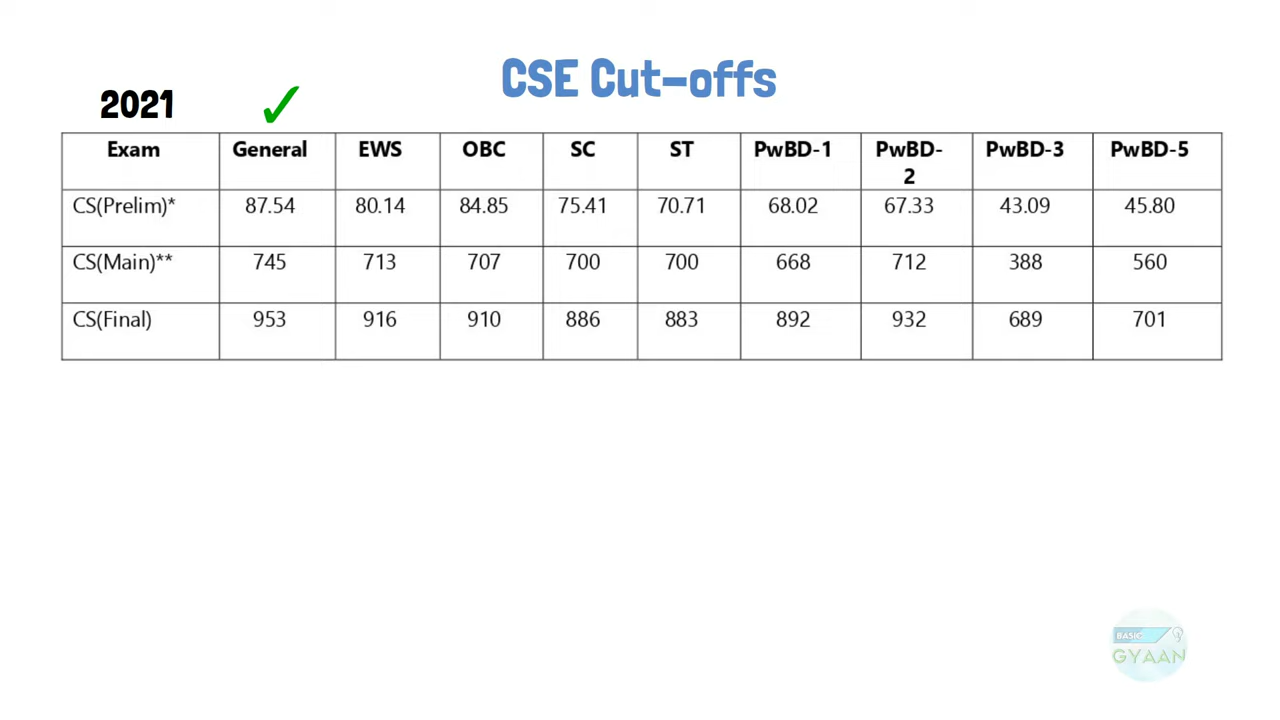 CSE Cut-offs
2021
Exam General EWS OBC SC ST PwBD-1 PwBD-2 PwBD-3 PwBD-5
CS(Prelim)* 87.54 80.14 84.85 75.41 70.71 68.02 67.33 43.09 45.80
CS(Main)** 745 713 707 700 700 668 712 388 560
CS(Final) 953 916 910 886 883 892 932 689 701
BASIC
GYAAN